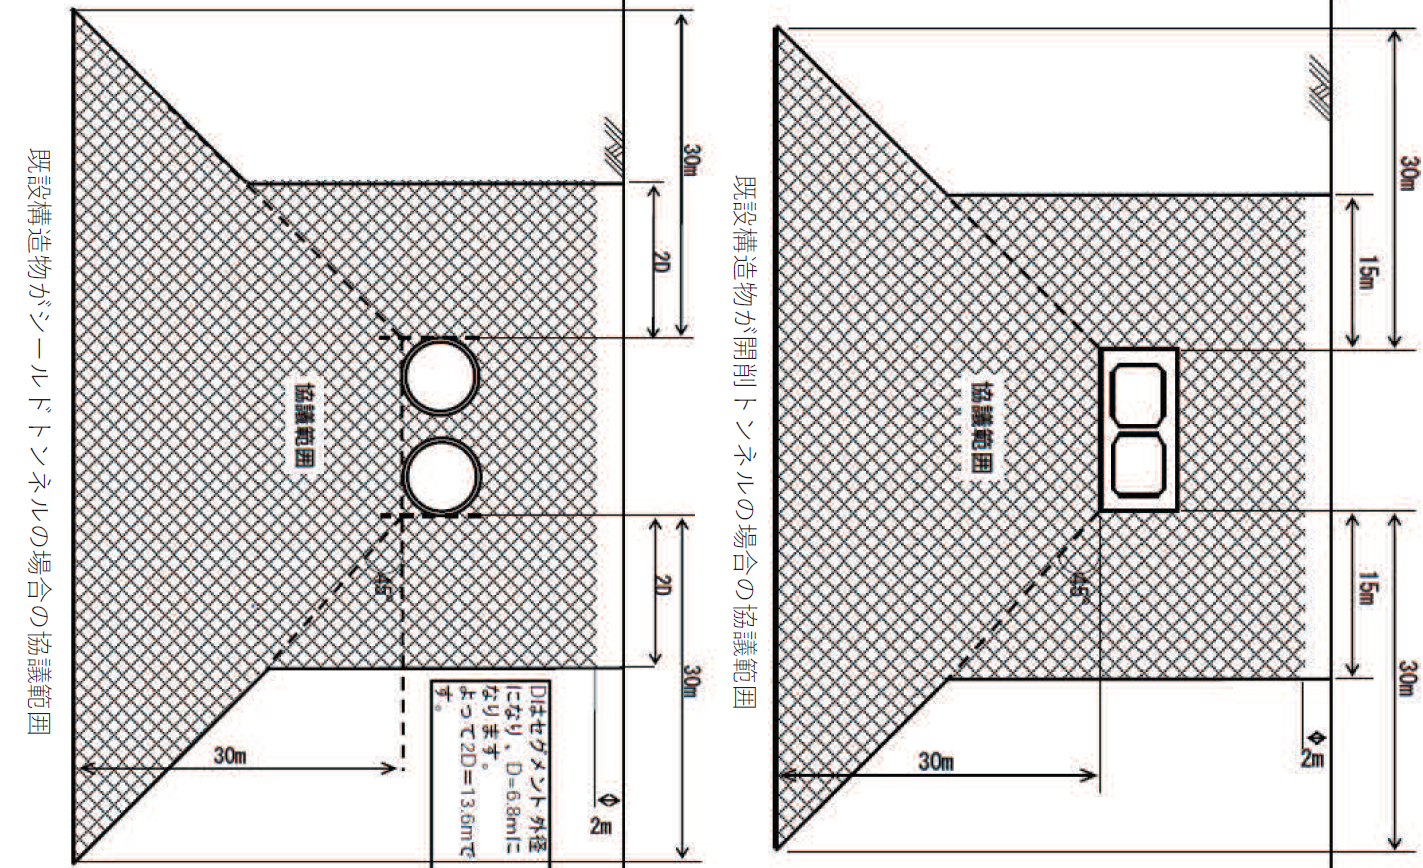 30m
15m
協議範囲
45°
15m
30m
30m
2m
既設構造物が開削トンネルの場合の協議範囲
30m
2D
協議範囲
45°
2D
30m
30m
2m
Dはセグメント外径
になり、D=6.8mに
なります。
よって2D=13.6mで
す。
既設構造物がシールドトンネルの場合の協議範囲